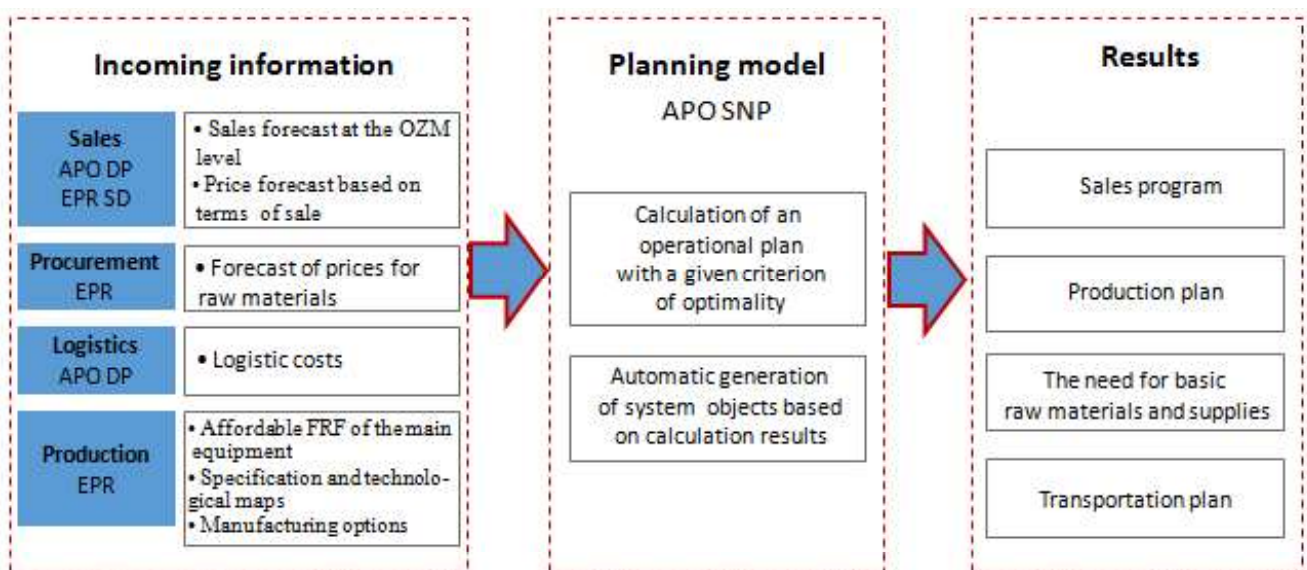 Incoming information
Sales
APO DP
EPR SD
• Sales forecast at the OZM
level
• Price forecast based on
terms of sale
Procurement
EPR
• Forecast of prices for
raw materials
Logistics
APO DP
• Logistic costs
Production
EPR
• Affordable FRF of the main
equipment
• Specification and technolo-
gical maps
• Manufacturing options
Planning model
APO SNP
Calculation of an
operational plan
with a given criterion
of optimality
Automatic generation
of system objects based
on calculation results
Results
Sales program
Production plan
The need for basic
raw materials and supplies
Transportation plan